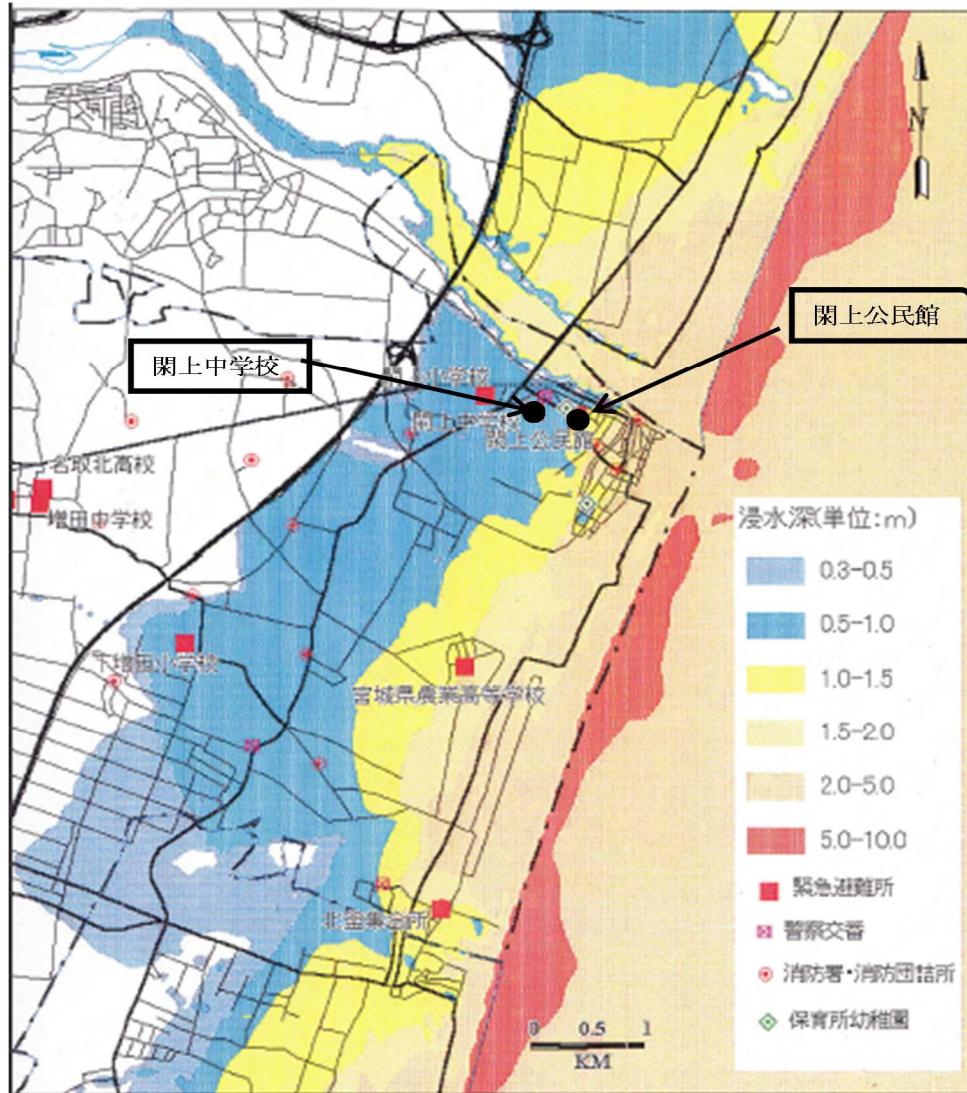 N
閖上公民館
閖上中学校
小学校
閖上中学校
閖上公民館
名取北高校
増田中学校
浸水深(単位:m)
0.3-0.5
0.5-1.0
下増田小学校
1.0-1.5
宮城県農業高等学校
1.5-2.0
2.0-5.0
5.0-10.0
緊急避難所
北釜集会所
警察交番
消防署・消防団詰所
保育所幼稚園
0 0.5 1
KM